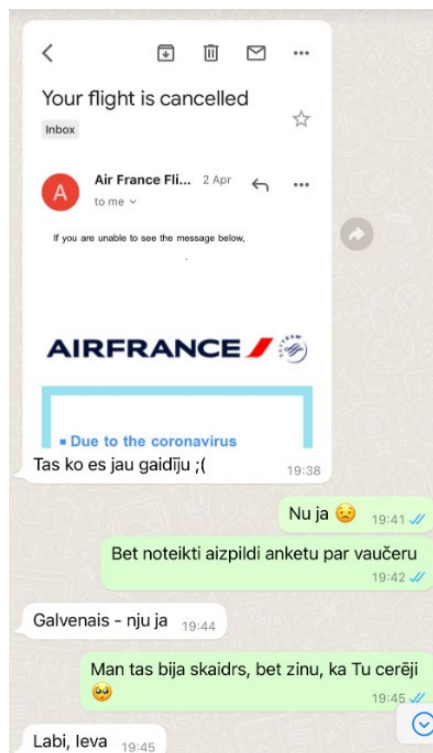 Your flight is cancelled
Inbox
A
Air France Fli... 2 Apr
to me
If you are unable to see the message below,
AIRFRANCE
SKYTEAM
Due to the coronavirus
Tas ko es jau gaidīju ;( 19:38
Nu ja 😟 19:41
Bet noteikti aizpildi anketu par vaučeru
19:42
Galvenais - nju ja 19:44
Man tas bija skaidrs, bet zinu, ka Tu cerēji
🥺 19:45
Labi, Ieva 19:45